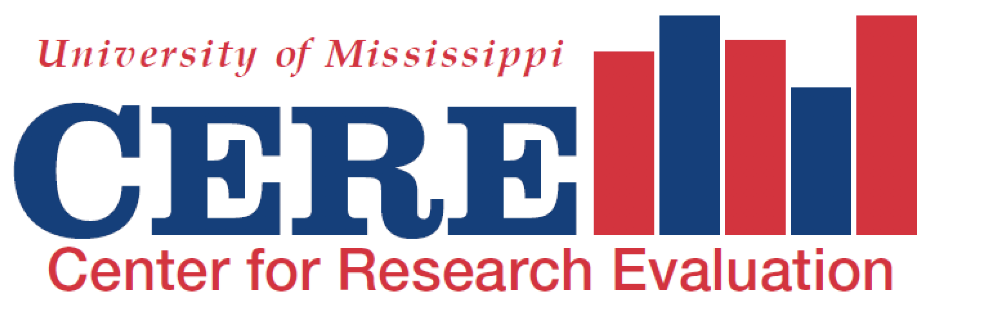 University of Mississippi
CERE
Center for Research Evaluation